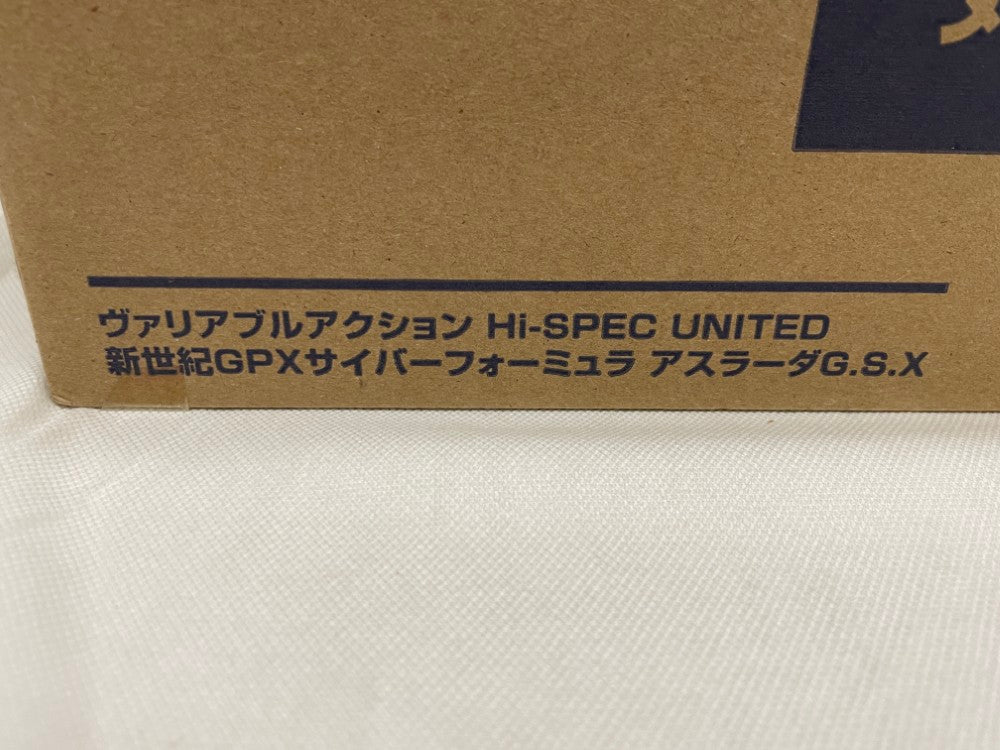 ヴァリアブルアクション Hi-SPEC UNITED
新世紀GPXサイバーフォーミュラ アスラーダG.S.X